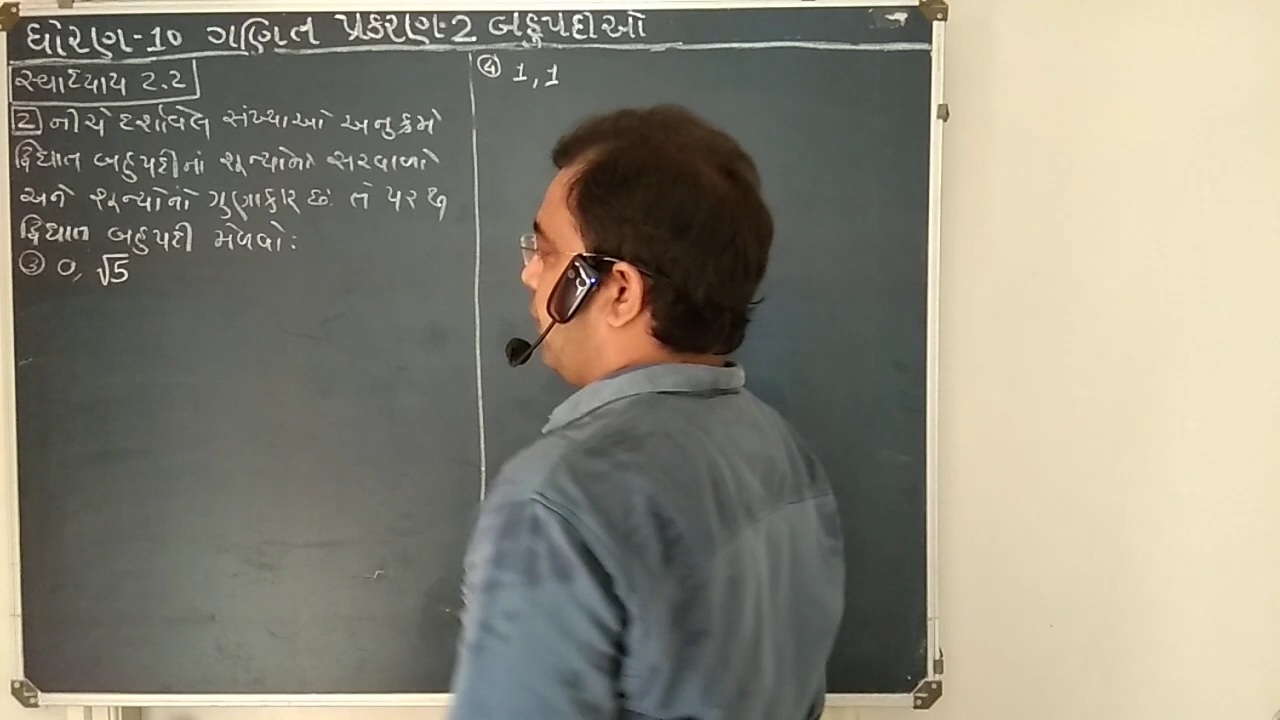 ધોરણ-10 ગણિત પ્રકરણ-2 બહુપદીઓ
સ્વાધ્યાય 2.2
2 નીચે દર્શાવેલ સંખ્યાઓ અનુક્રમે
દ્વિઘાત બહુપદીનાં શૂન્યોનો સરવાળો
અને શૂન્યોનો ગુણાકાર છે. તે પરથી
દ્વિઘાત બહુપદી મેળવો:
③ 0, √5
④ 1, 1